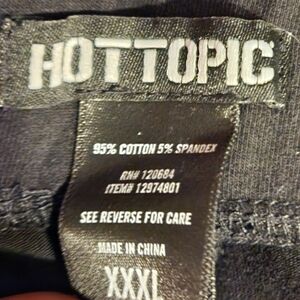 HOTTOPIC
95% COTTON 5% SPANDEX
RN# 120684
ITEM# 12974801
SEE REVERSE FOR CARE
MADE IN CHINA
XXXL